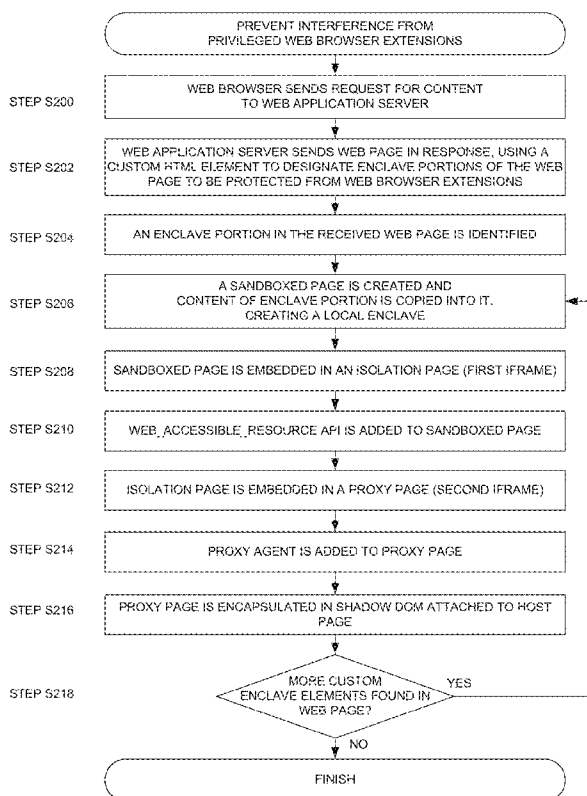 PREVENT INTERFERENCE FROM
PRIVILEGED WEB BROWSER EXTENSIONS
STEP S200
WEB BROWSER SENDS REQUEST FOR CONTENT
TO WEB APPLICATION SERVER
STEP S202
WEB APPLICATION SERVER SENDS WEB PAGE IN RESPONSE, USING A
CUSTOM HTML ELEMENT TO DESIGNATE ENCLAVE PORTIONS OF THE WEB
PAGE TO BE PROTECTED FROM WEB BROWSER EXTENSIONS
STEP S204
AN ENCLAVE PORTION IN THE RECEIVED WEB PAGE IS IDENTIFIED
STEP S206
A SANDBOXED PAGE IS CREATED AND
CONTENT OF ENCLAVE PORTION IS COPIED INTO IT,
CREATING A LOCAL ENCLAVE
STEP S208
SANDBOXED PAGE IS EMBEDDED IN AN ISOLATION PAGE (FIRST IFRAME)
STEP S210
WEB_ACCESSIBLE_RESOURCE API IS ADDED TO SANDBOXED PAGE
STEP S212
ISOLATION PAGE IS EMBEDDED IN A PROXY PAGE (SECOND IFRAME)
STEP S214
PROXY AGENT IS ADDED TO PROXY PAGE
STEP S216
PROXY PAGE IS ENCAPSULATED IN SHADOW DOM ATTACHED TO HOST
PAGE
STEP S218
MORE CUSTOM
ENCLAVE ELEMENTS FOUND IN
WEB PAGE?
YES
NO
FINISH